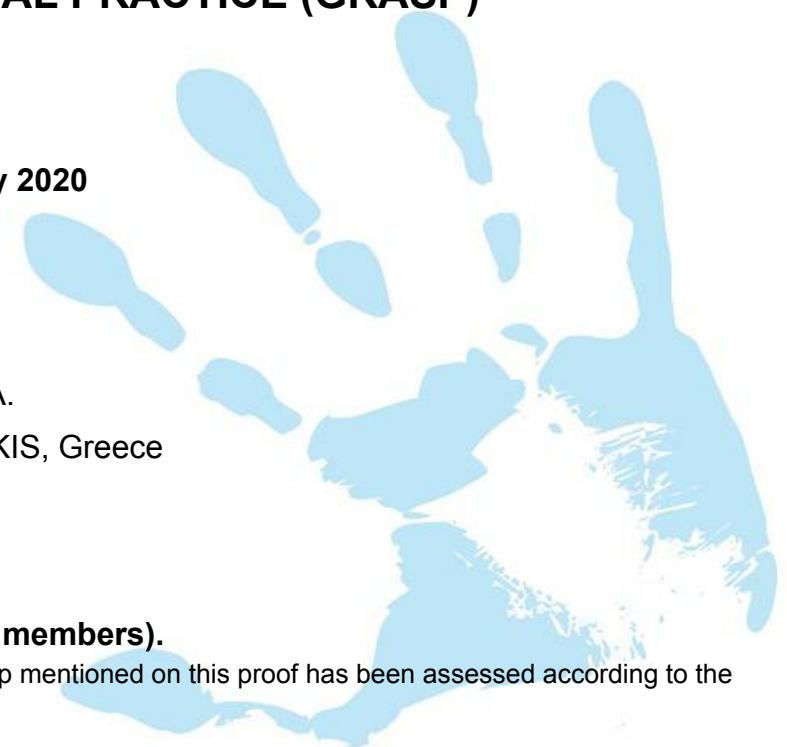 AL PRACTICE (GRASP)
y 2020
A.
KIS, Greece
members).
p mentioned on this proof has been assessed according to the